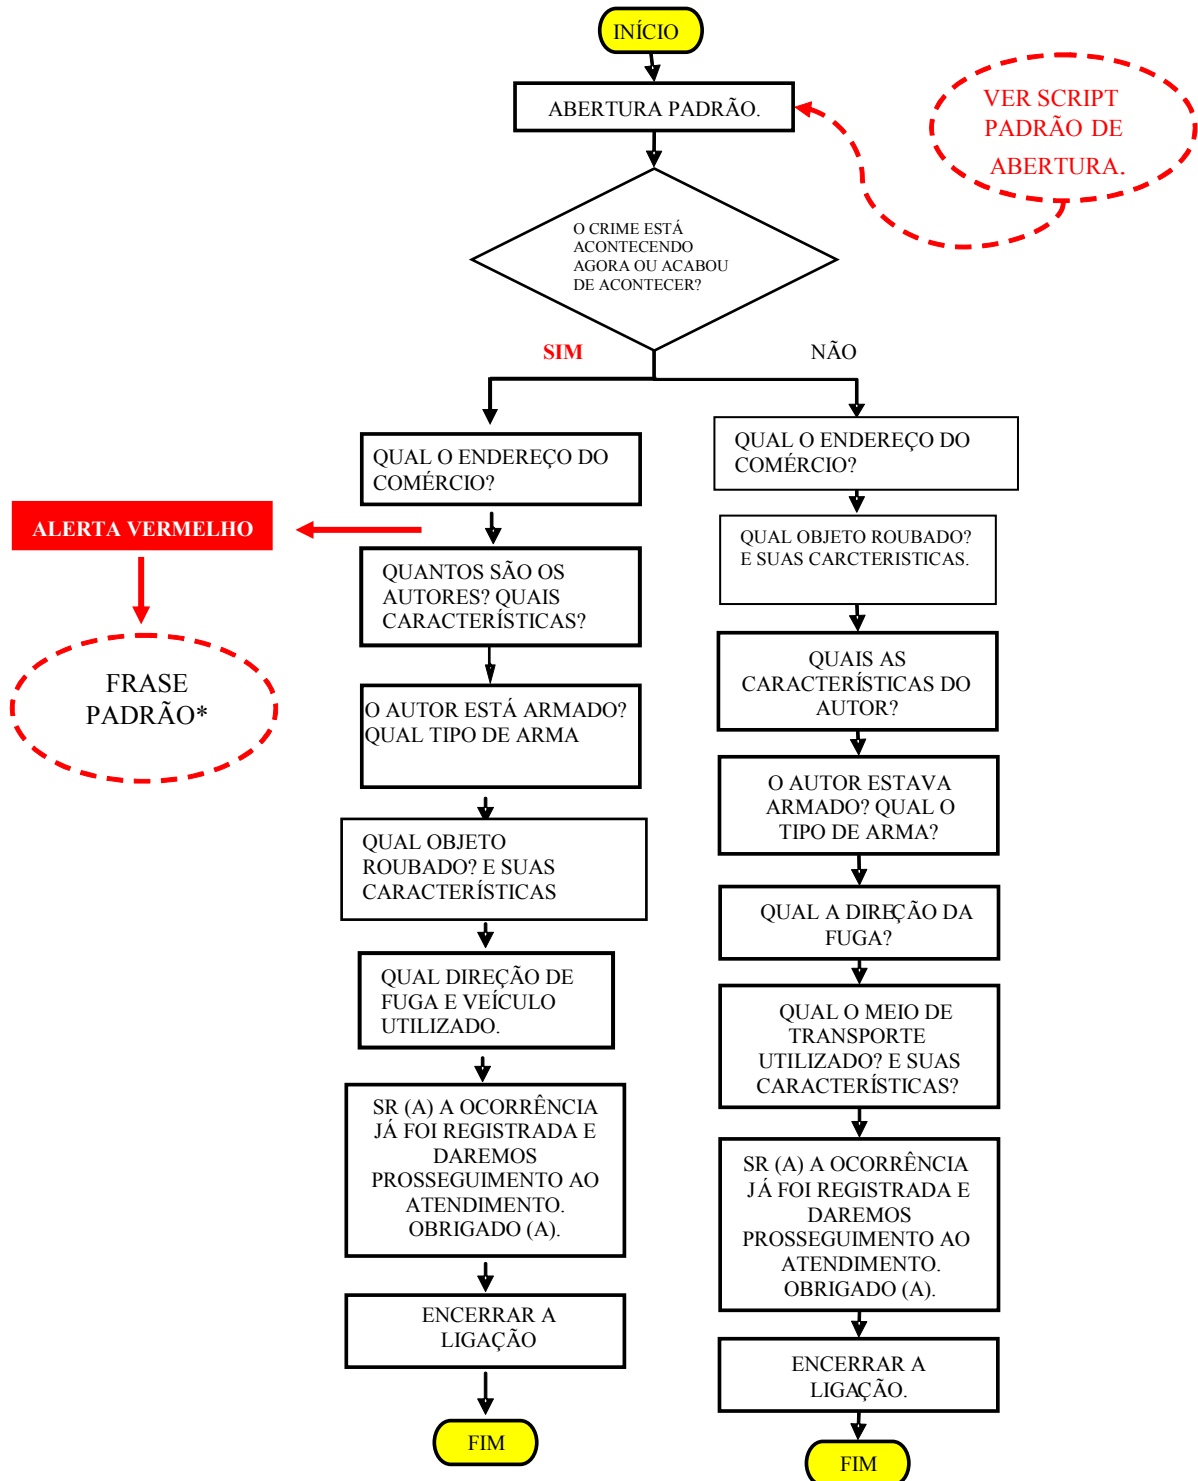 INÍCIO
ABERTURA PADRÃO.
VER SCRIPT
PADRÃO DE
ABERTURA.
O CRIME ESTÁ
ACONTECENDO
AGORA OU ACABOU
DE ACONTECER?
SIM
NÃO
QUAL O ENDEREÇO DO
COMÉRCIO?
ALERTA VERMELHO
FRASE
PADRÃO*
QUANTOS SÃO OS
AUTORES? QUAIS
CARACTERÍSTICAS?
O AUTOR ESTÁ ARMADO?
QUAL TIPO DE ARMA
QUAL OBJETO
ROUBADO? E SUAS
CARACTERÍSTICAS
QUAL DIREÇÃO DE
FUGA E VEÍCULO
UTILIZADO.
SR (A) A OCORRÊNCIA
JÁ FOI REGISTRADA E
DAREMOS
PROSSEGUIMENTO AO
ATENDIMENTO.
OBRIGADO (A).
ENCERRAR A
LIGAÇÃO
FIM
QUAL O ENDEREÇO DO
COMÉRCIO?
QUAL OBJETO ROUBADO?
E SUAS CARCTERISTICAS.
QUAIS AS
CARACTERÍSTICAS DO
AUTOR?
O AUTOR ESTAVA
ARMADO? QUAL O
TIPO DE ARMA?
QUAL A DIREÇÃO DA
FUGA?
QUAL O MEIO DE
TRANSPORTE
UTILIZADO? E SUAS
CARACTERÍSTICAS?
SR (A) A OCORRÊNCIA
JÁ FOI REGISTRADA E
DAREMOS
PROSSEGUIMENTO AO
ATENDIMENTO.
OBRIGADO (A).
ENCERRAR A
LIGAÇÃO.
FIM